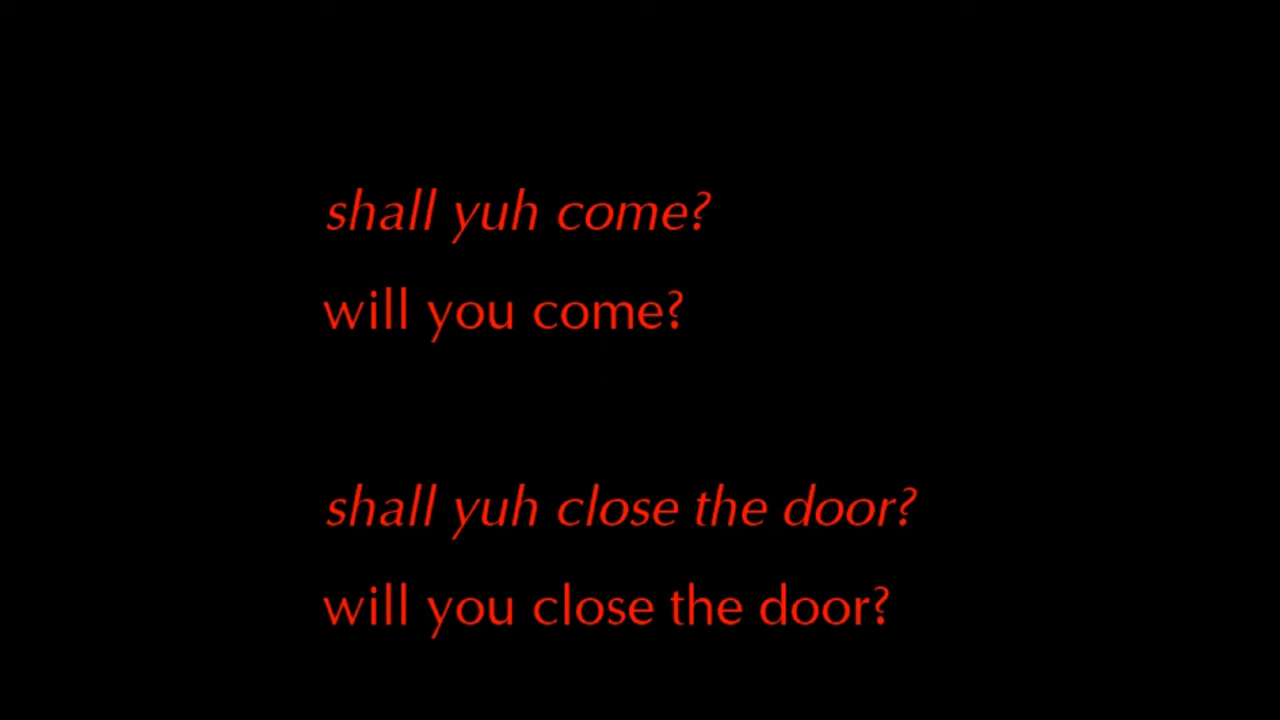 shall yuh come?
will you come?
shall yuh close the door?
will you close the door?